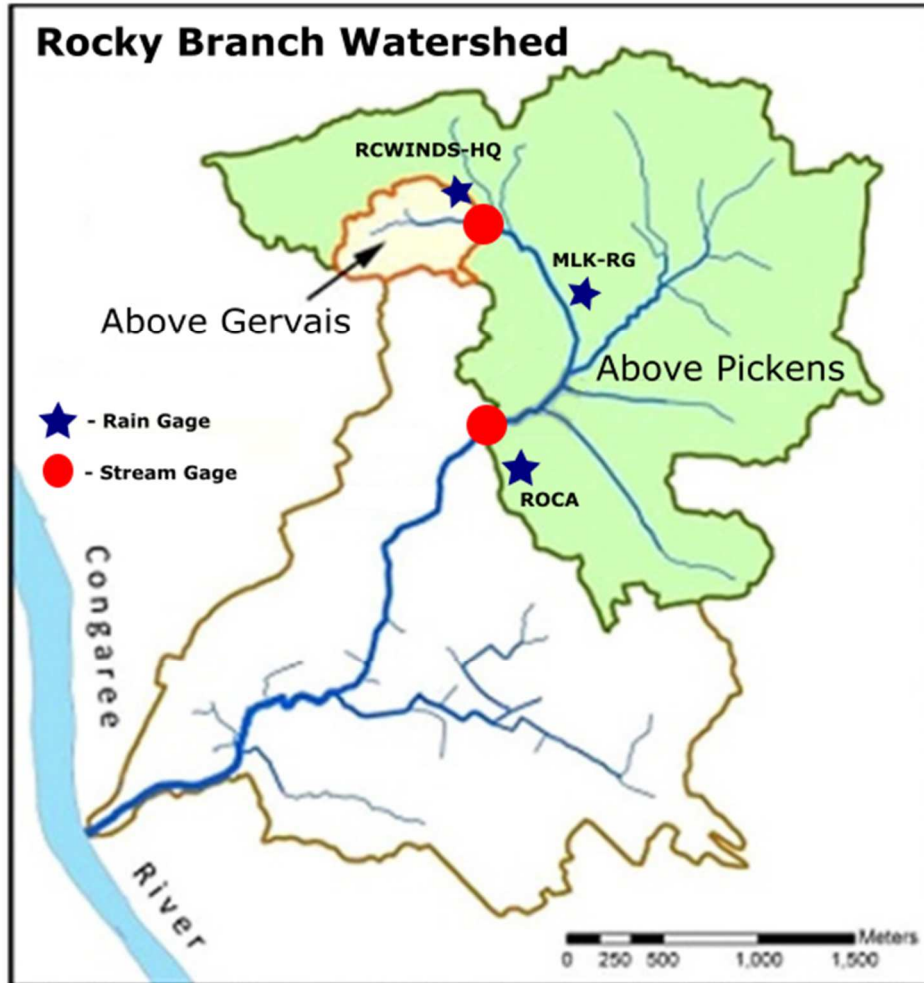 Rocky Branch Watershed
RCWINDS-HQ
MLK-RG
Above Gervais
Above Pickens
- Rain Gage
- Stream Gage
ROCA
Congaree
River
Meters
0 250 500 1,000 1,500